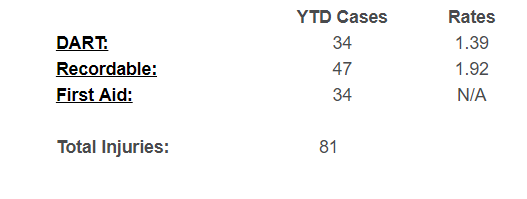 YTD Cases Rates
DART: 34 1.39
Recordable: 47 1.92
First Aid: 34 N/A
Total Injuries: 81